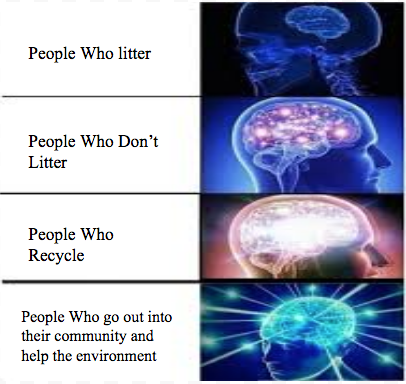 People Who litter
People Who Don’t
Litter
People Who
Recycle
People Who go out into
their community and
help the environment